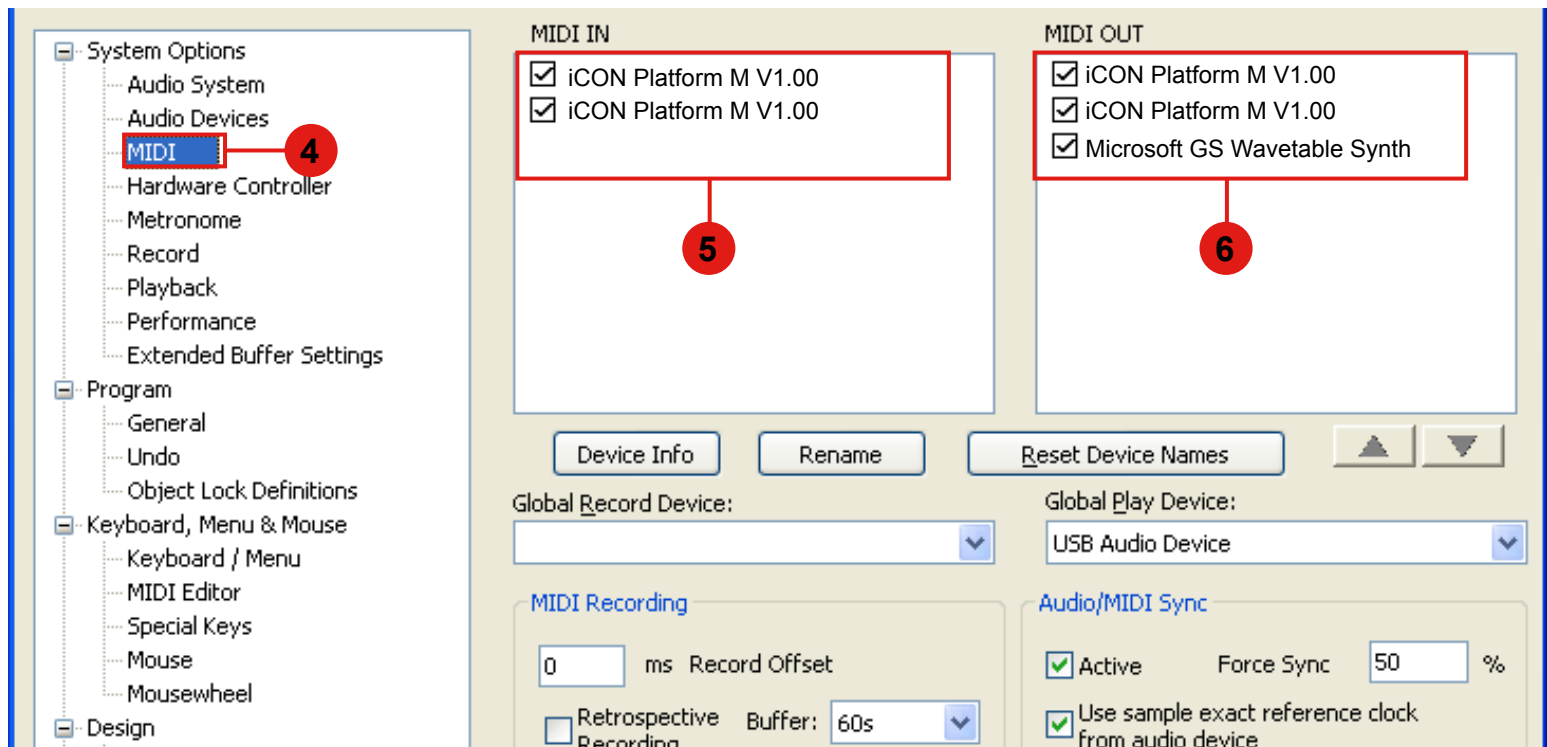 System Options
Audio System
Audio Devices
MIDI
4
Hardware Controller
Metronome
Record
Playback
Performance
Extended Buffer Settings
Program
General
Undo
Object Lock Definitions
Keyboard, Menu & Mouse
Keyboard / Menu
MIDI Editor
Special Keys
Mouse
Mousewheel
Design
MIDI IN
iCON Platform M V1.00
iCON Platform M V1.00
5
MIDI OUT
iCON Platform M V1.00
iCON Platform M V1.00
Microsoft GS Wavetable Synth
6
Device Info
Rename
Reset Device Names
Global Record Device:
Global Play Device:
USB Audio Device
MIDI Recording
0 ms Record Offset
Retrospective
Recording
Buffer: 60s
Audio/MIDI Sync
Active Force Sync 50 %
Use sample exact reference clock
from audio device